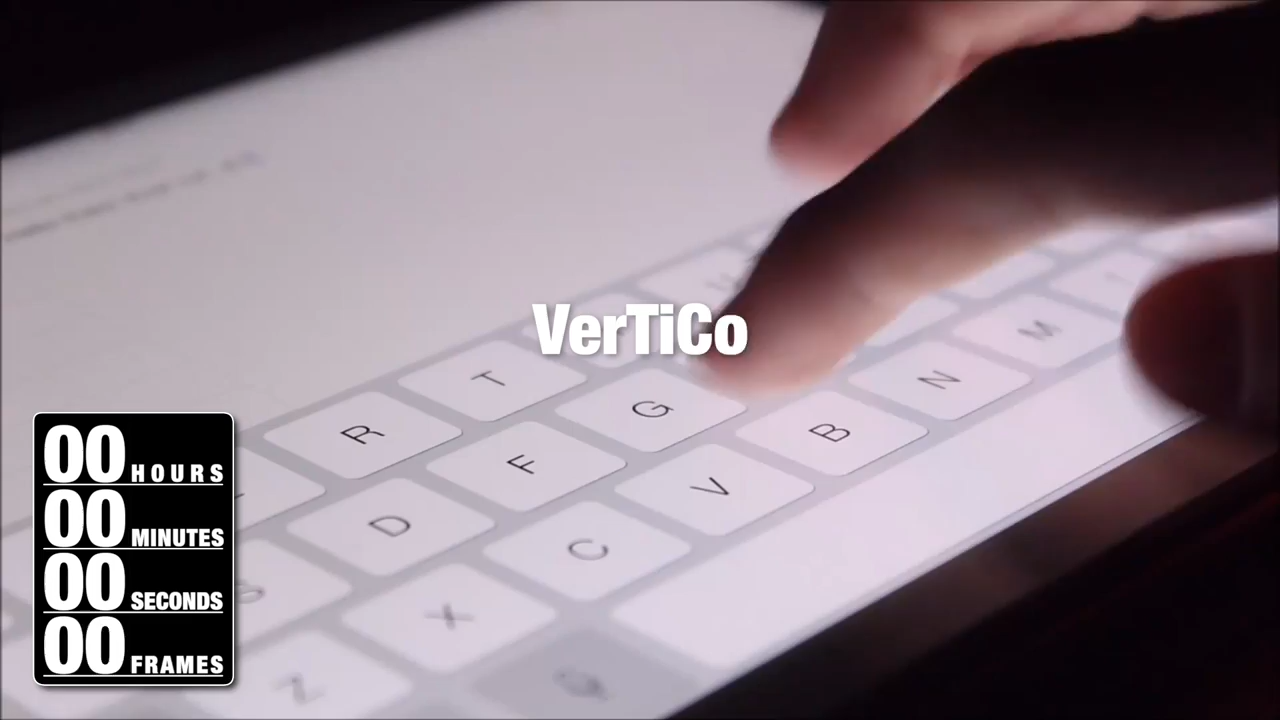 VerTiCo
T
R G N M
F B
D V
C
S X
Z
00 HOURS
00 MINUTES
00 SECONDS
00 FRAMES